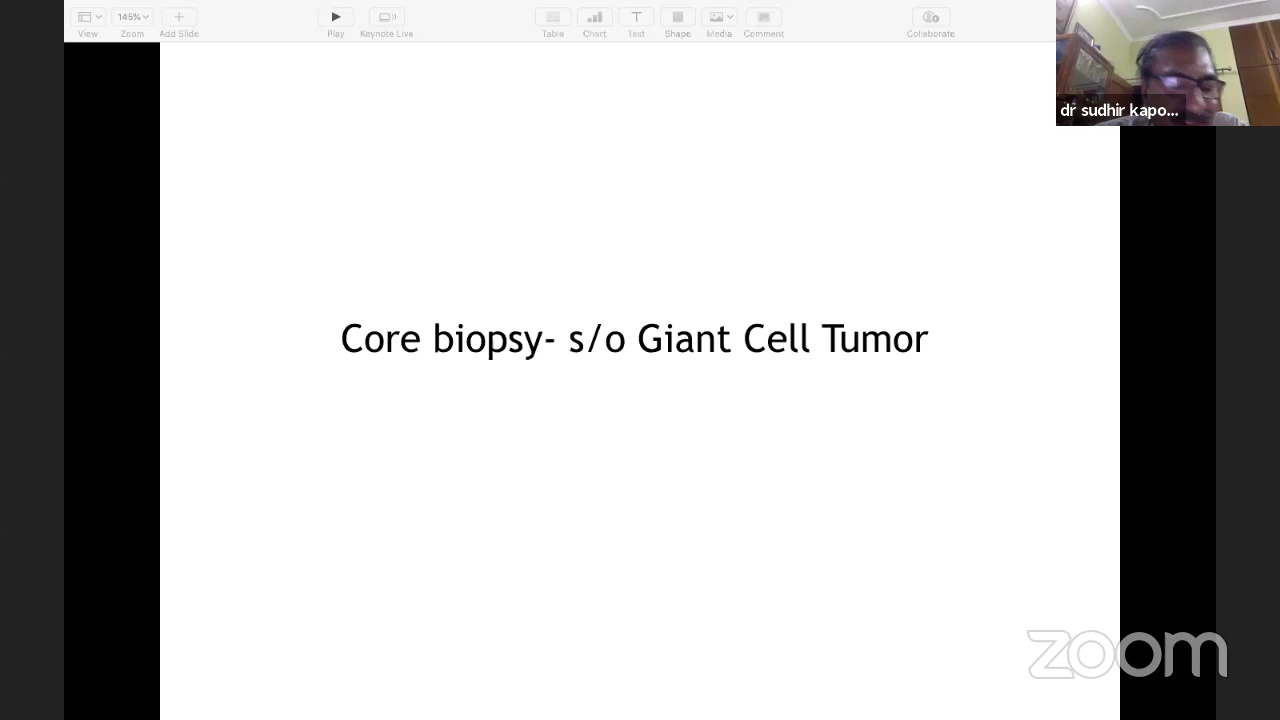 145%
View
Zoom
Add Slide
Play
Keynote Live
Table
Chart
Text
Shape
Media
Comment
Collaborate
dr sudhir kapo...
Core biopsy- s/o Giant Cell Tumor
zoom